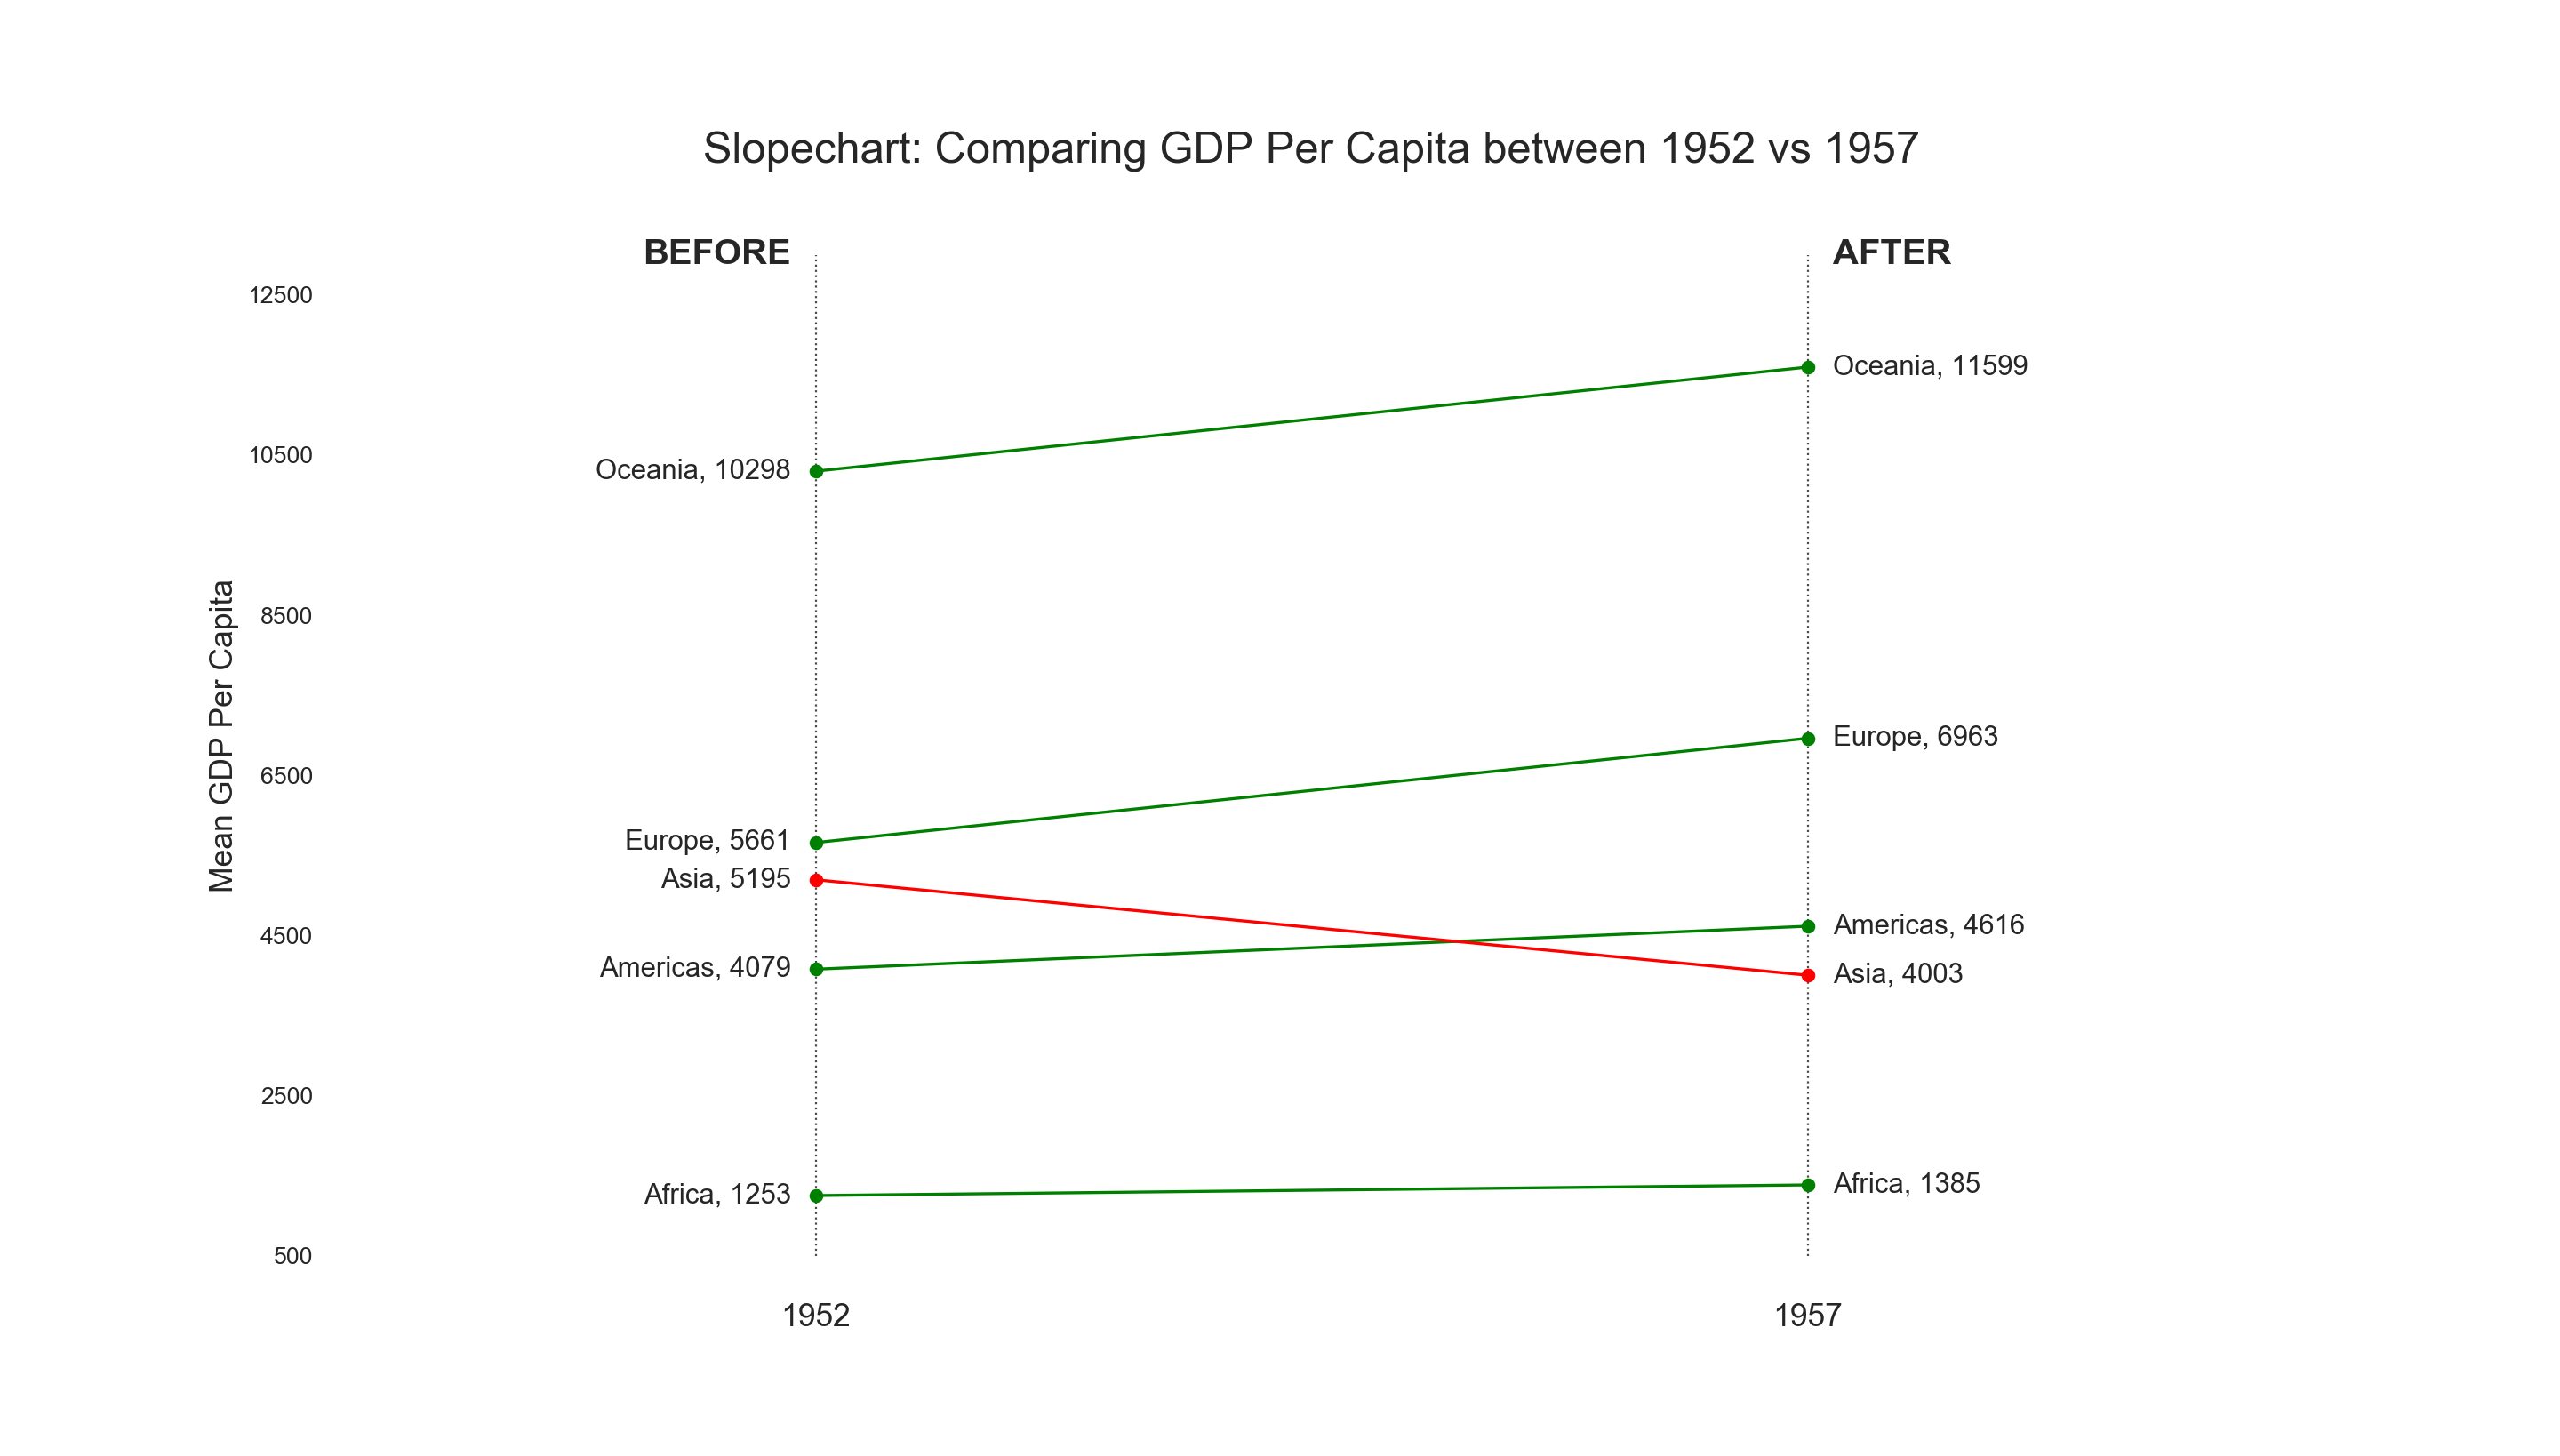 Slopechart: Comparing GDP Per Capita between 1952 vs 1957
BEFORE
AFTER
12500
10500
8500
6500
4500
2500
500
Mean GDP Per Capita
Oceania, 10298
Europe, 5661
Asia, 5195
Americas, 4079
Africa, 1253
Oceania, 11599
Europe, 6963
Americas, 4616
Asia, 4003
Africa, 1385
1952
1957